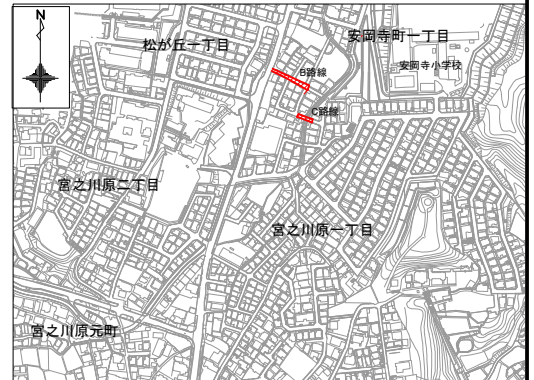 N
松が丘一丁目
安岡寺町一丁目
安岡寺小学校
B路線
C路線
宮之川原二丁目
宮之川原一丁目
宮之川原元町